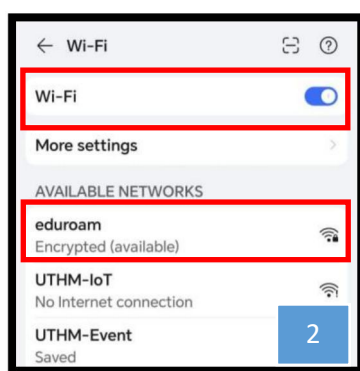 Wi-Fi
Wi-Fi
More settings
AVAILABLE NETWORKS
eduroam
Encrypted (available)
UTHM-IoT
No Internet connection
UTHM-Event
Saved
2